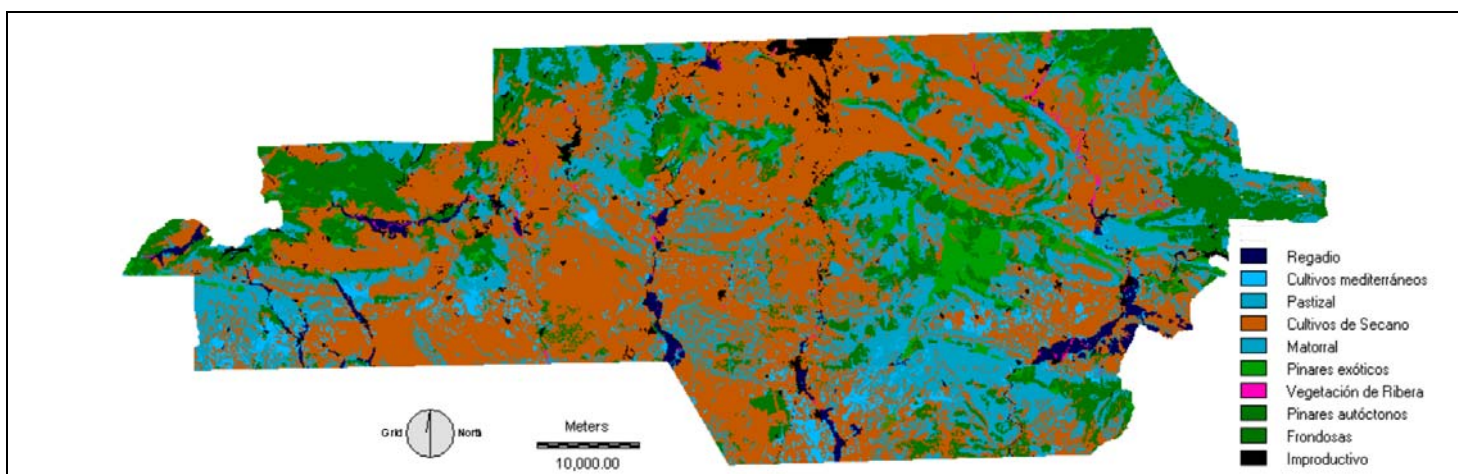 Regadio
Cultivos mediterráneos
Pastizal
Cultivos de Secano
Matorral
Pinares exóticos
Vegetación de Ribera
Pinares autóctonos
Frondosas
Improductivo
Grid North
Meters
10,000.00